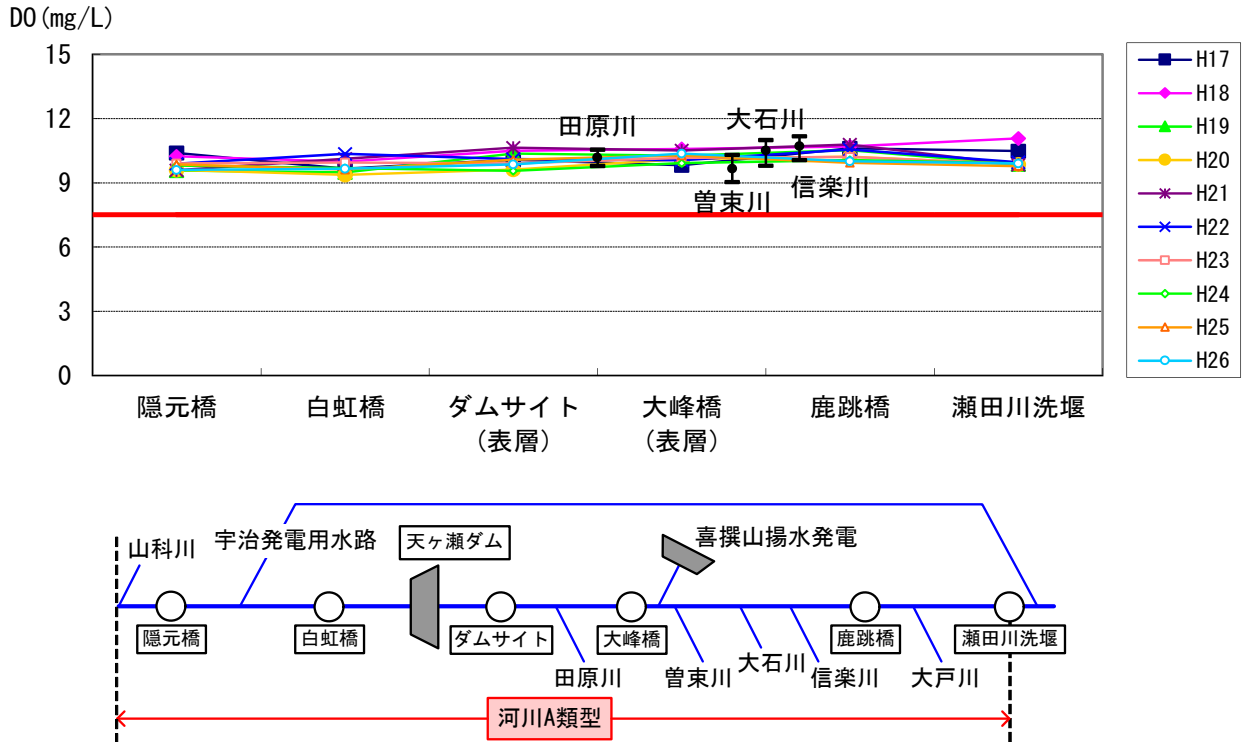 DO(mg/L)
15
12
9
6
3
0
田原川
大石川
曽束川
信楽川
H17
H18
H19
H20
H21
H22
H23
H24
H25
H26
隠元橋
白虹橋
ダムサイト
(表層)
大峰橋
(表層)
鹿跳橋
瀬田川洗堰
山科川
宇治発電用水路
天ヶ瀬ダム
喜撰山揚水発電
隠元橋
白虹橋
ダムサイト
大峰橋
鹿跳橋
瀬田川洗堰
田原川
曽束川
大石川
信楽川
大戸川
河川A類型